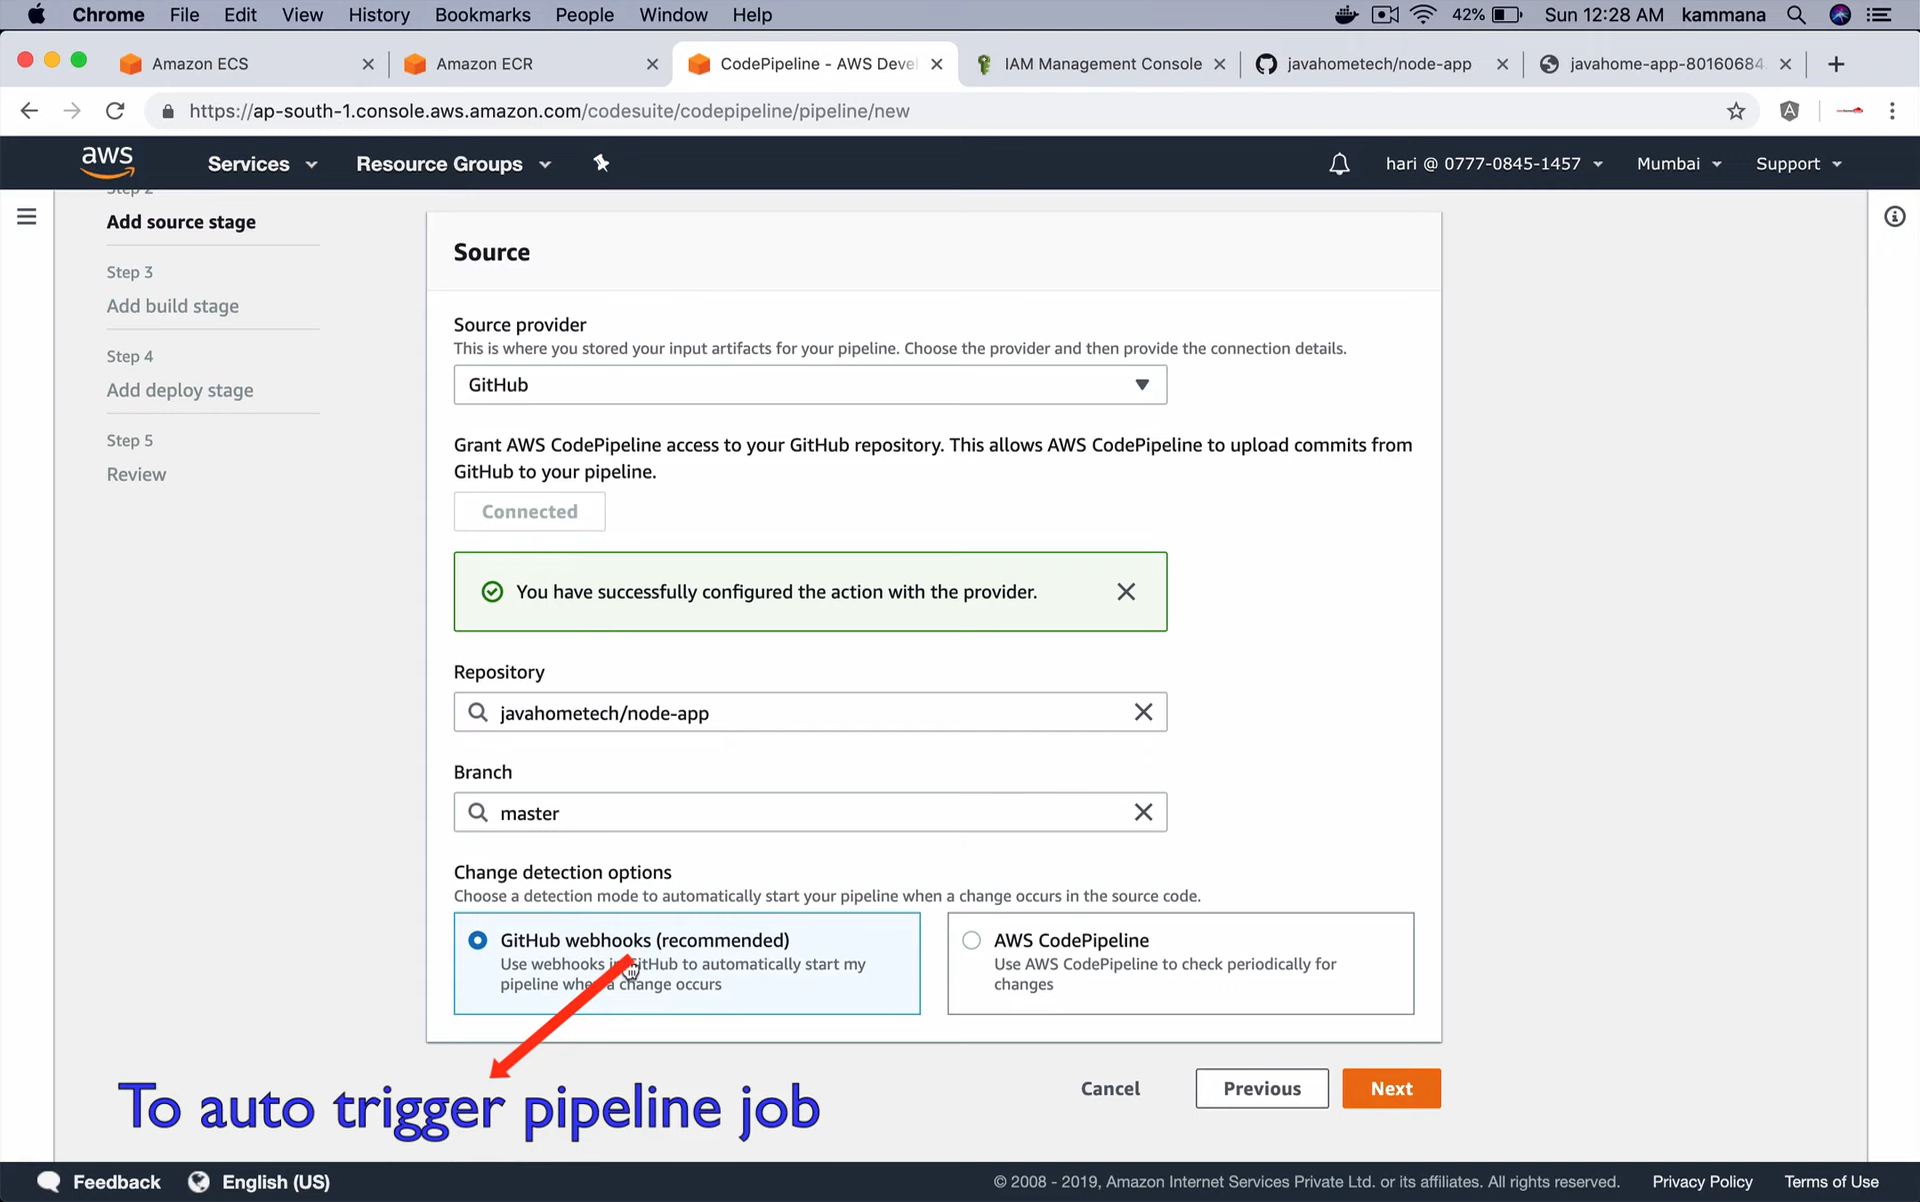 Chrome File Edit View History Bookmarks People Window Help 42% Sun 12:28 AM kammana
Amazon ECS Amazon ECR CodePipeline - AWS Deve IAM Management Console javahometech/node-app javahome-app-80160684
https://ap-south-1.console.aws.amazon.com/codesuite/codepipeline/pipeline/new
aws Services Resource Groups hari @ 0777-0845-1457 Mumbai Support
Step 2
Add source stage
Step 3
Add build stage
Step 4
Add deploy stage
Step 5
Review
Source
Source provider
This is where you stored your input artifacts for your pipeline. Choose the provider and then provide the connection details.
GitHub
Grant AWS CodePipeline access to your GitHub repository. This allows AWS CodePipeline to upload commits from
GitHub to your pipeline.
Connected
You have successfully configured the action with the provider.
Repository
javahometech/node-app
Branch
master
Change detection options
Choose a detection mode to automatically start your pipeline when a change occurs in the source code.
GitHub webhooks (recommended)
Use webhooks in GitHub to automatically start my
pipeline when a change occurs
AWS CodePipeline
Use AWS CodePipeline to check periodically for
changes
Cancel Previous Next
To auto trigger pipeline job
Feedback English (US) © 2008 - 2019, Amazon Internet Services Private Ltd. or its affiliates. All rights reserved. Privacy Policy Terms of Use